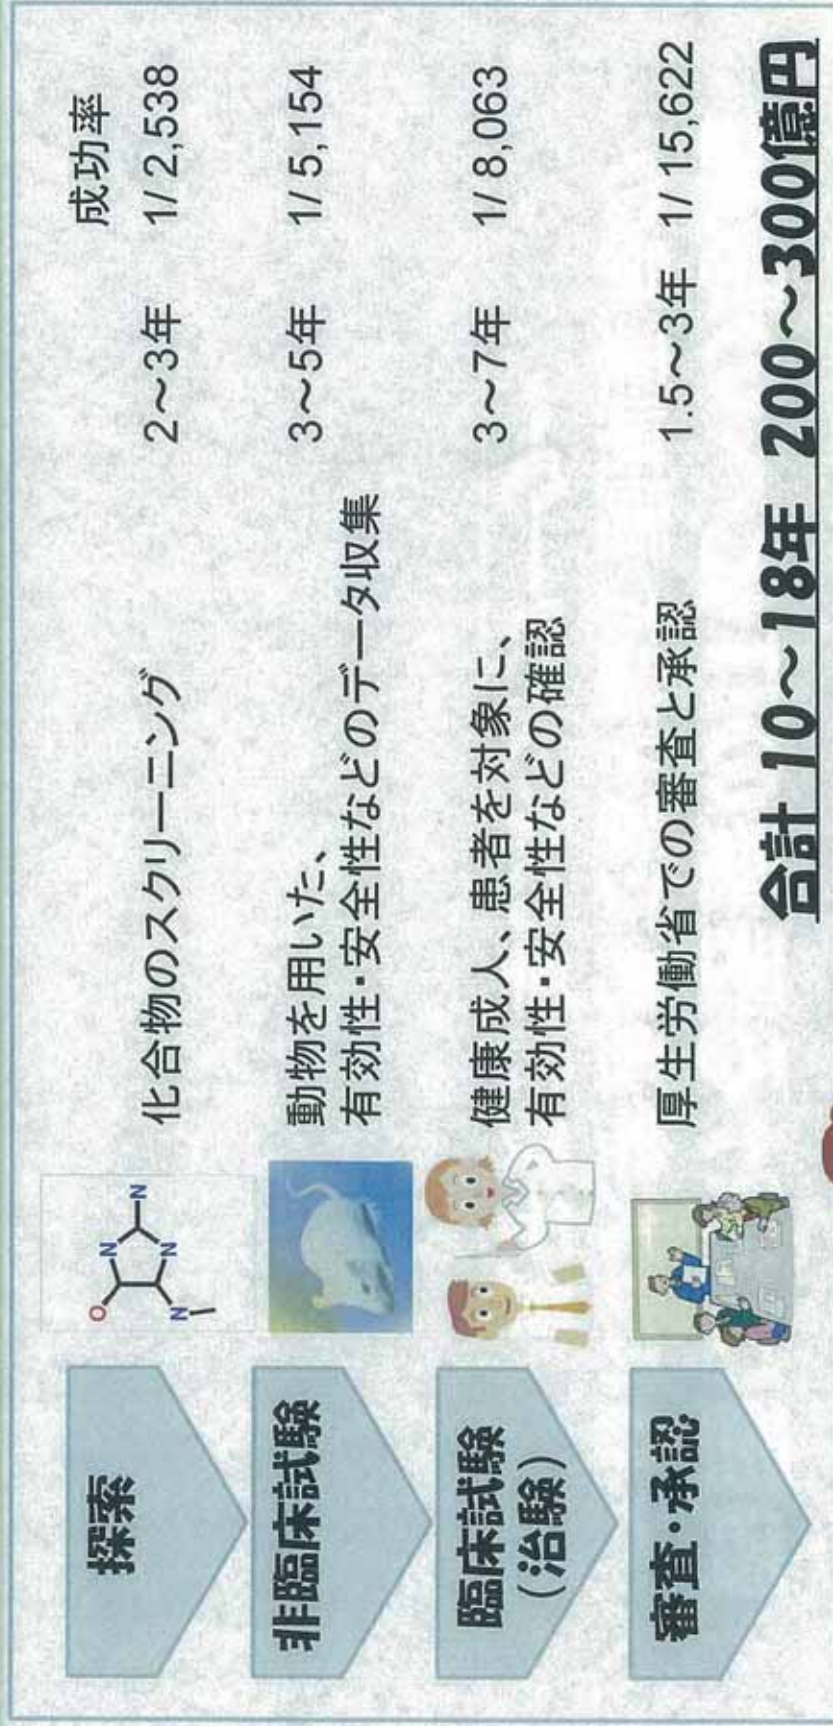 成功率
探索
化合物のスクリーニング 2～3年 1/2,538
非臨床試験
動物を用いた、
有効性・安全性などのデータ収集 3～5年 1/5,154
臨床試験
（治験）
健康成人、患者を対象に、
有効性・安全性などの確認 3～7年 1/8,063
審査・承認
厚生労働省での審査と承認 1.5～3年 1/15,622
合計 10～18年 200～300億円
O
N
N
N
N